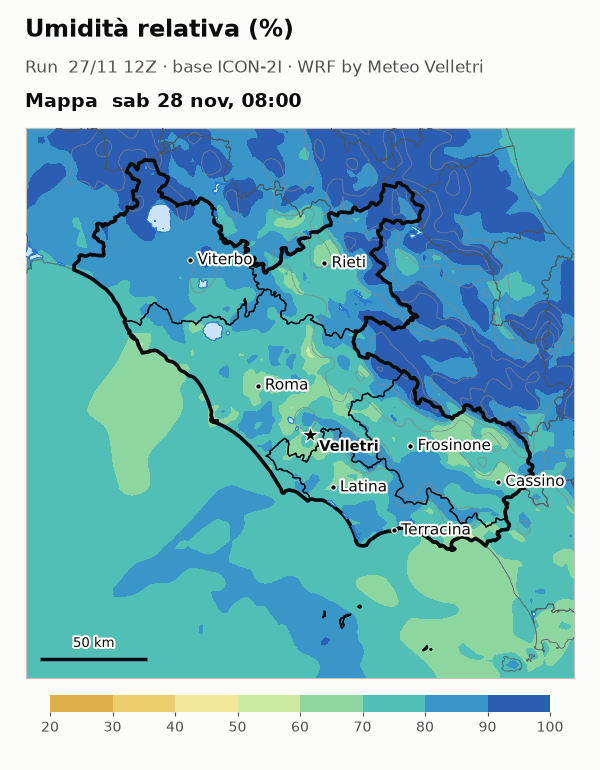 Umidità relativa (%)
Run  27/11 12Z · base ICON-2I · WRF by Meteo Velletri
Mappa  sab 28 nov, 08:00
Viterbo
Rieti
Roma
Velletri
Frosinone
Latina
Cassino
Terracina
50 km
20 30 40 50 60 70 80 90 100